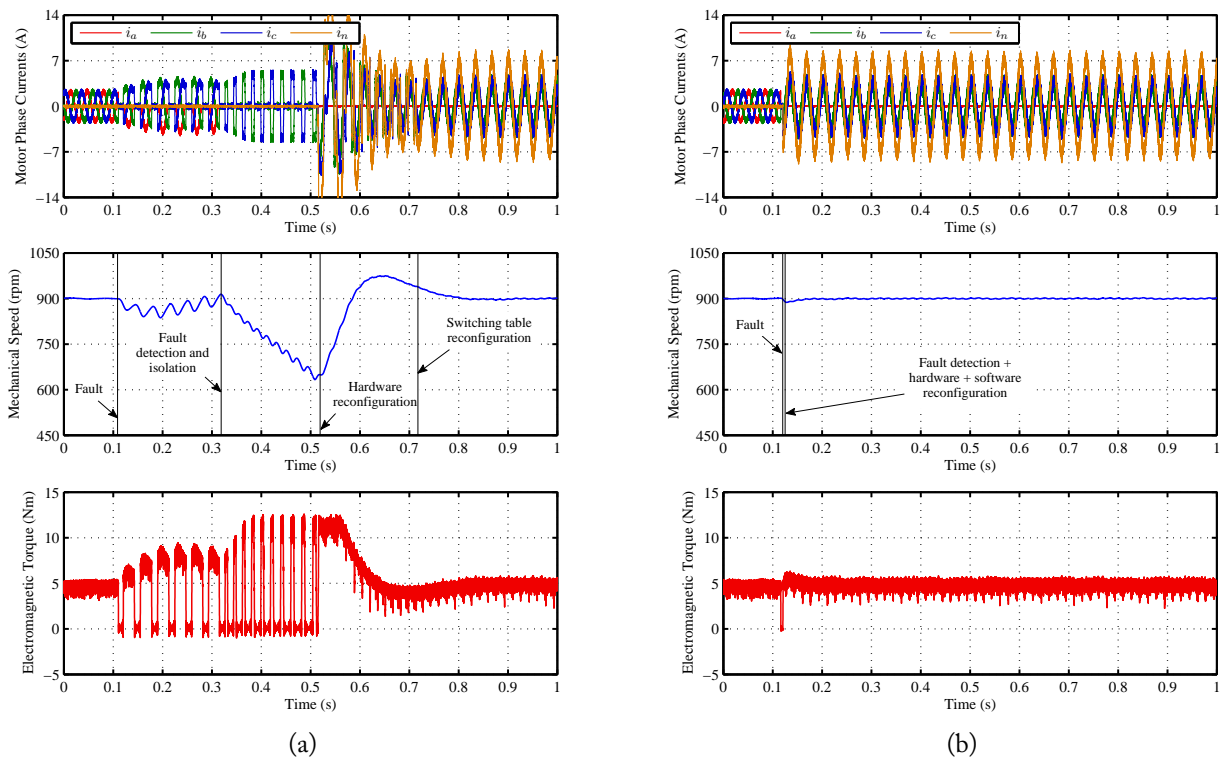 Motor Phase Currents (A)
14
7
0
−7
−14
i_a i_b i_c i_n
0 0.1 0.2 0.3 0.4 0.5 0.6 0.7 0.8 0.9 1
Time (s)
Mechanical Speed (rpm)
1050
900
750
600
450
Fault
Fault
detection and
isolation
Hardware
reconfiguration
Switching table
reconfiguration
0 0.1 0.2 0.3 0.4 0.5 0.6 0.7 0.8 0.9 1
Time (s)
Electromagnetic Torque (Nm)
15
10
5
0
−5
0 0.1 0.2 0.3 0.4 0.5 0.6 0.7 0.8 0.9 1
Time (s)
(a)
Motor Phase Currents (A)
14
7
0
−7
−14
i_a i_b i_c i_n
0 0.1 0.2 0.3 0.4 0.5 0.6 0.7 0.8 0.9 1
Time (s)
Mechanical Speed (rpm)
1050
900
750
600
450
Fault
Fault detection +
hardware + software
reconfiguration
0 0.1 0.2 0.3 0.4 0.5 0.6 0.7 0.8 0.9 1
Time (s)
Electromagnetic Torque (Nm)
15
10
5
0
−5
0 0.1 0.2 0.3 0.4 0.5 0.6 0.7 0.8 0.9 1
Time (s)
(b)